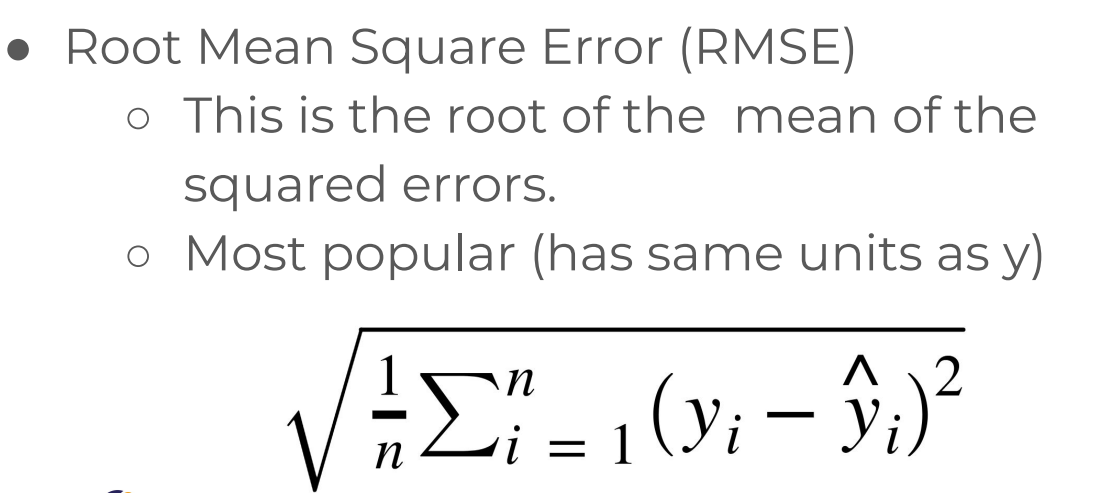 ● Root Mean Square Error (RMSE)
○ This is the root of the mean of the
squared errors.
○ Most popular (has same units as y)
√(1/n ∑ⁿᵢ₌₁(yᵢ − ŷᵢ)²)